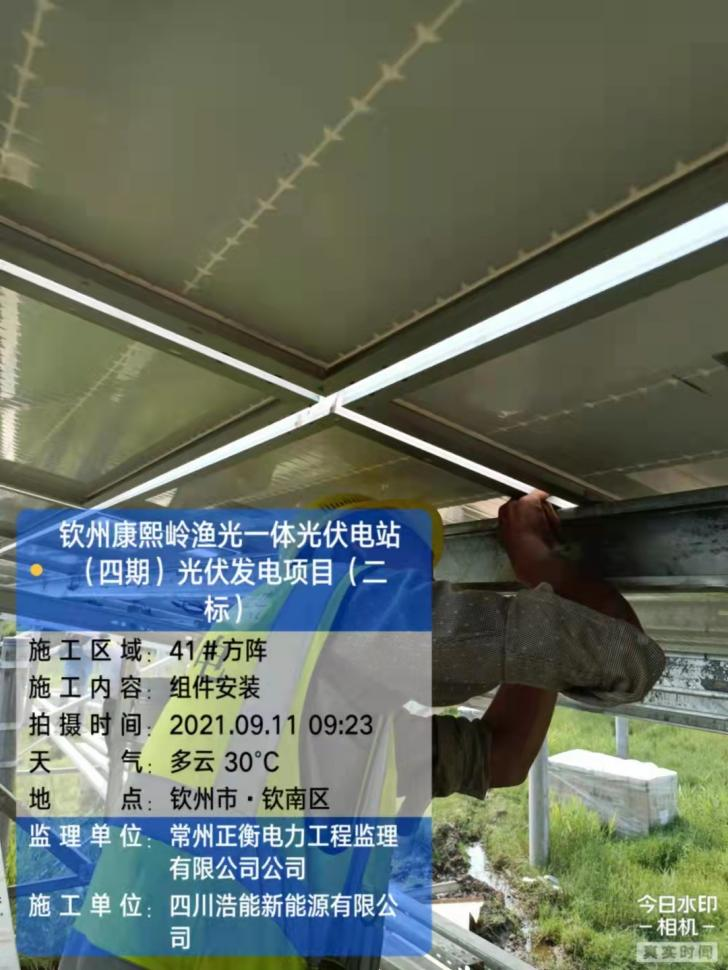 钦州康熙岭渔光一体光伏电站
（四期）光伏发电项目（二
标）
施工区域：41#方阵
施工内容：组件安装
拍摄时间：2021.09.11 09:23
天气：多云 30℃
地点：钦州市·钦南区
监理单位：常州正衡电力工程监理
有限公司公司
施工单位：四川浩能新能源有限公
司
今日水印
相机
真实时间